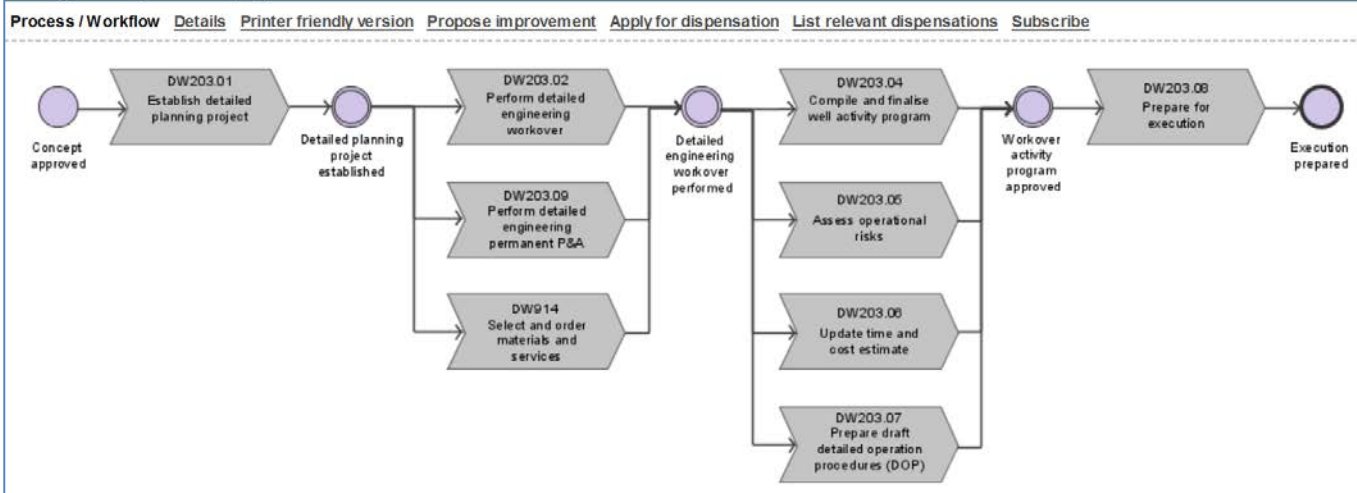 Process / Workflow Details Printer friendly version Propose improvement Apply for dispensation List relevant dispensations Subscribe
Concept
approved
DW203.01
Establish detailed
planning project
Detailed planning
project
established
DW203.02
Perform detailed
engineering
workover
DW203.09
Perform detailed
engineering
permanent P&A
DW914
Select and order
materials and
services
Detailed
engineering
workover
performed
DW203.04
Compile and finalise
well activity program
DW203.05
Assess operational
risks
DW203.06
Update time and
cost estimate
DW203.07
Prepare draft
detailed operation
procedures (DOP)
Workover
activity
program
approved
DW203.08
Prepare for
execution
Execution
prepared